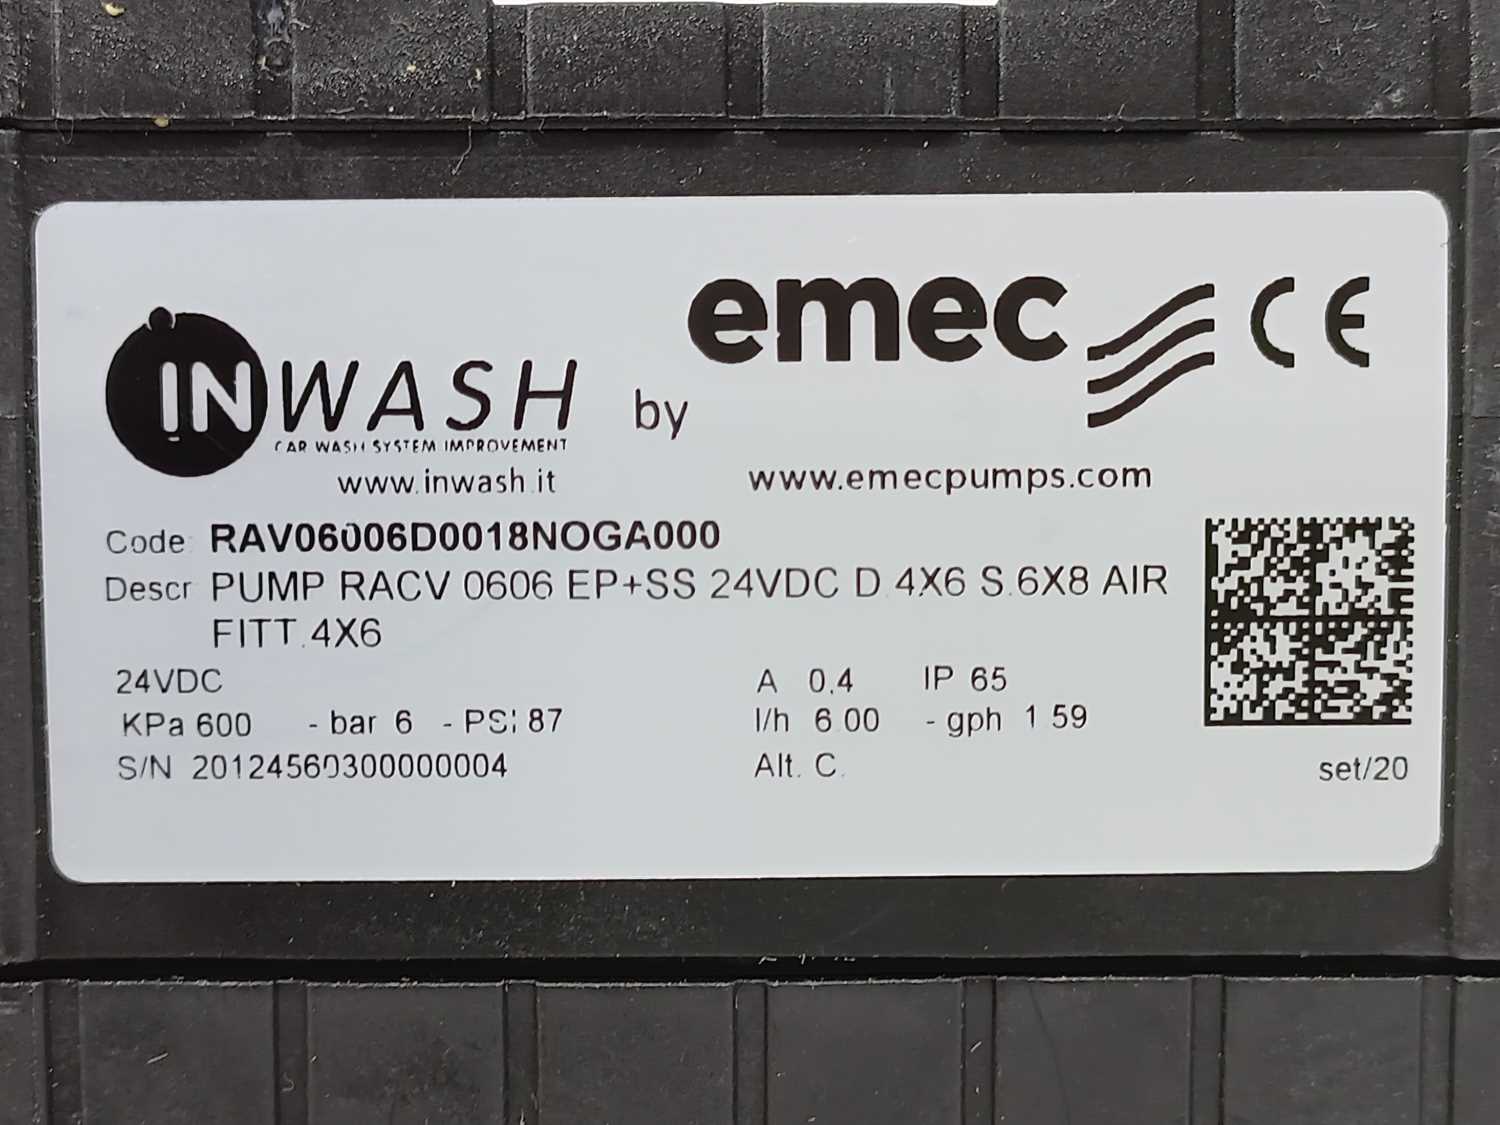 emec CE
INWASH by
CAR WASH SYSTEM IMPROVEMENT
www.inwash.it www.emecpumps.com
Code: RAV06006D0018NOGA000
Descr PUMP RACV 0606 EP+SS 24VDC D.4X6 S.6X8 AIR
FITT.4X6
24VDC A 0.4 IP 65
KPa 600 - bar 6 - PSI 87 l/h 6.00 - gph 1.59
S/N 20124560300000004 Alt. C. set/20